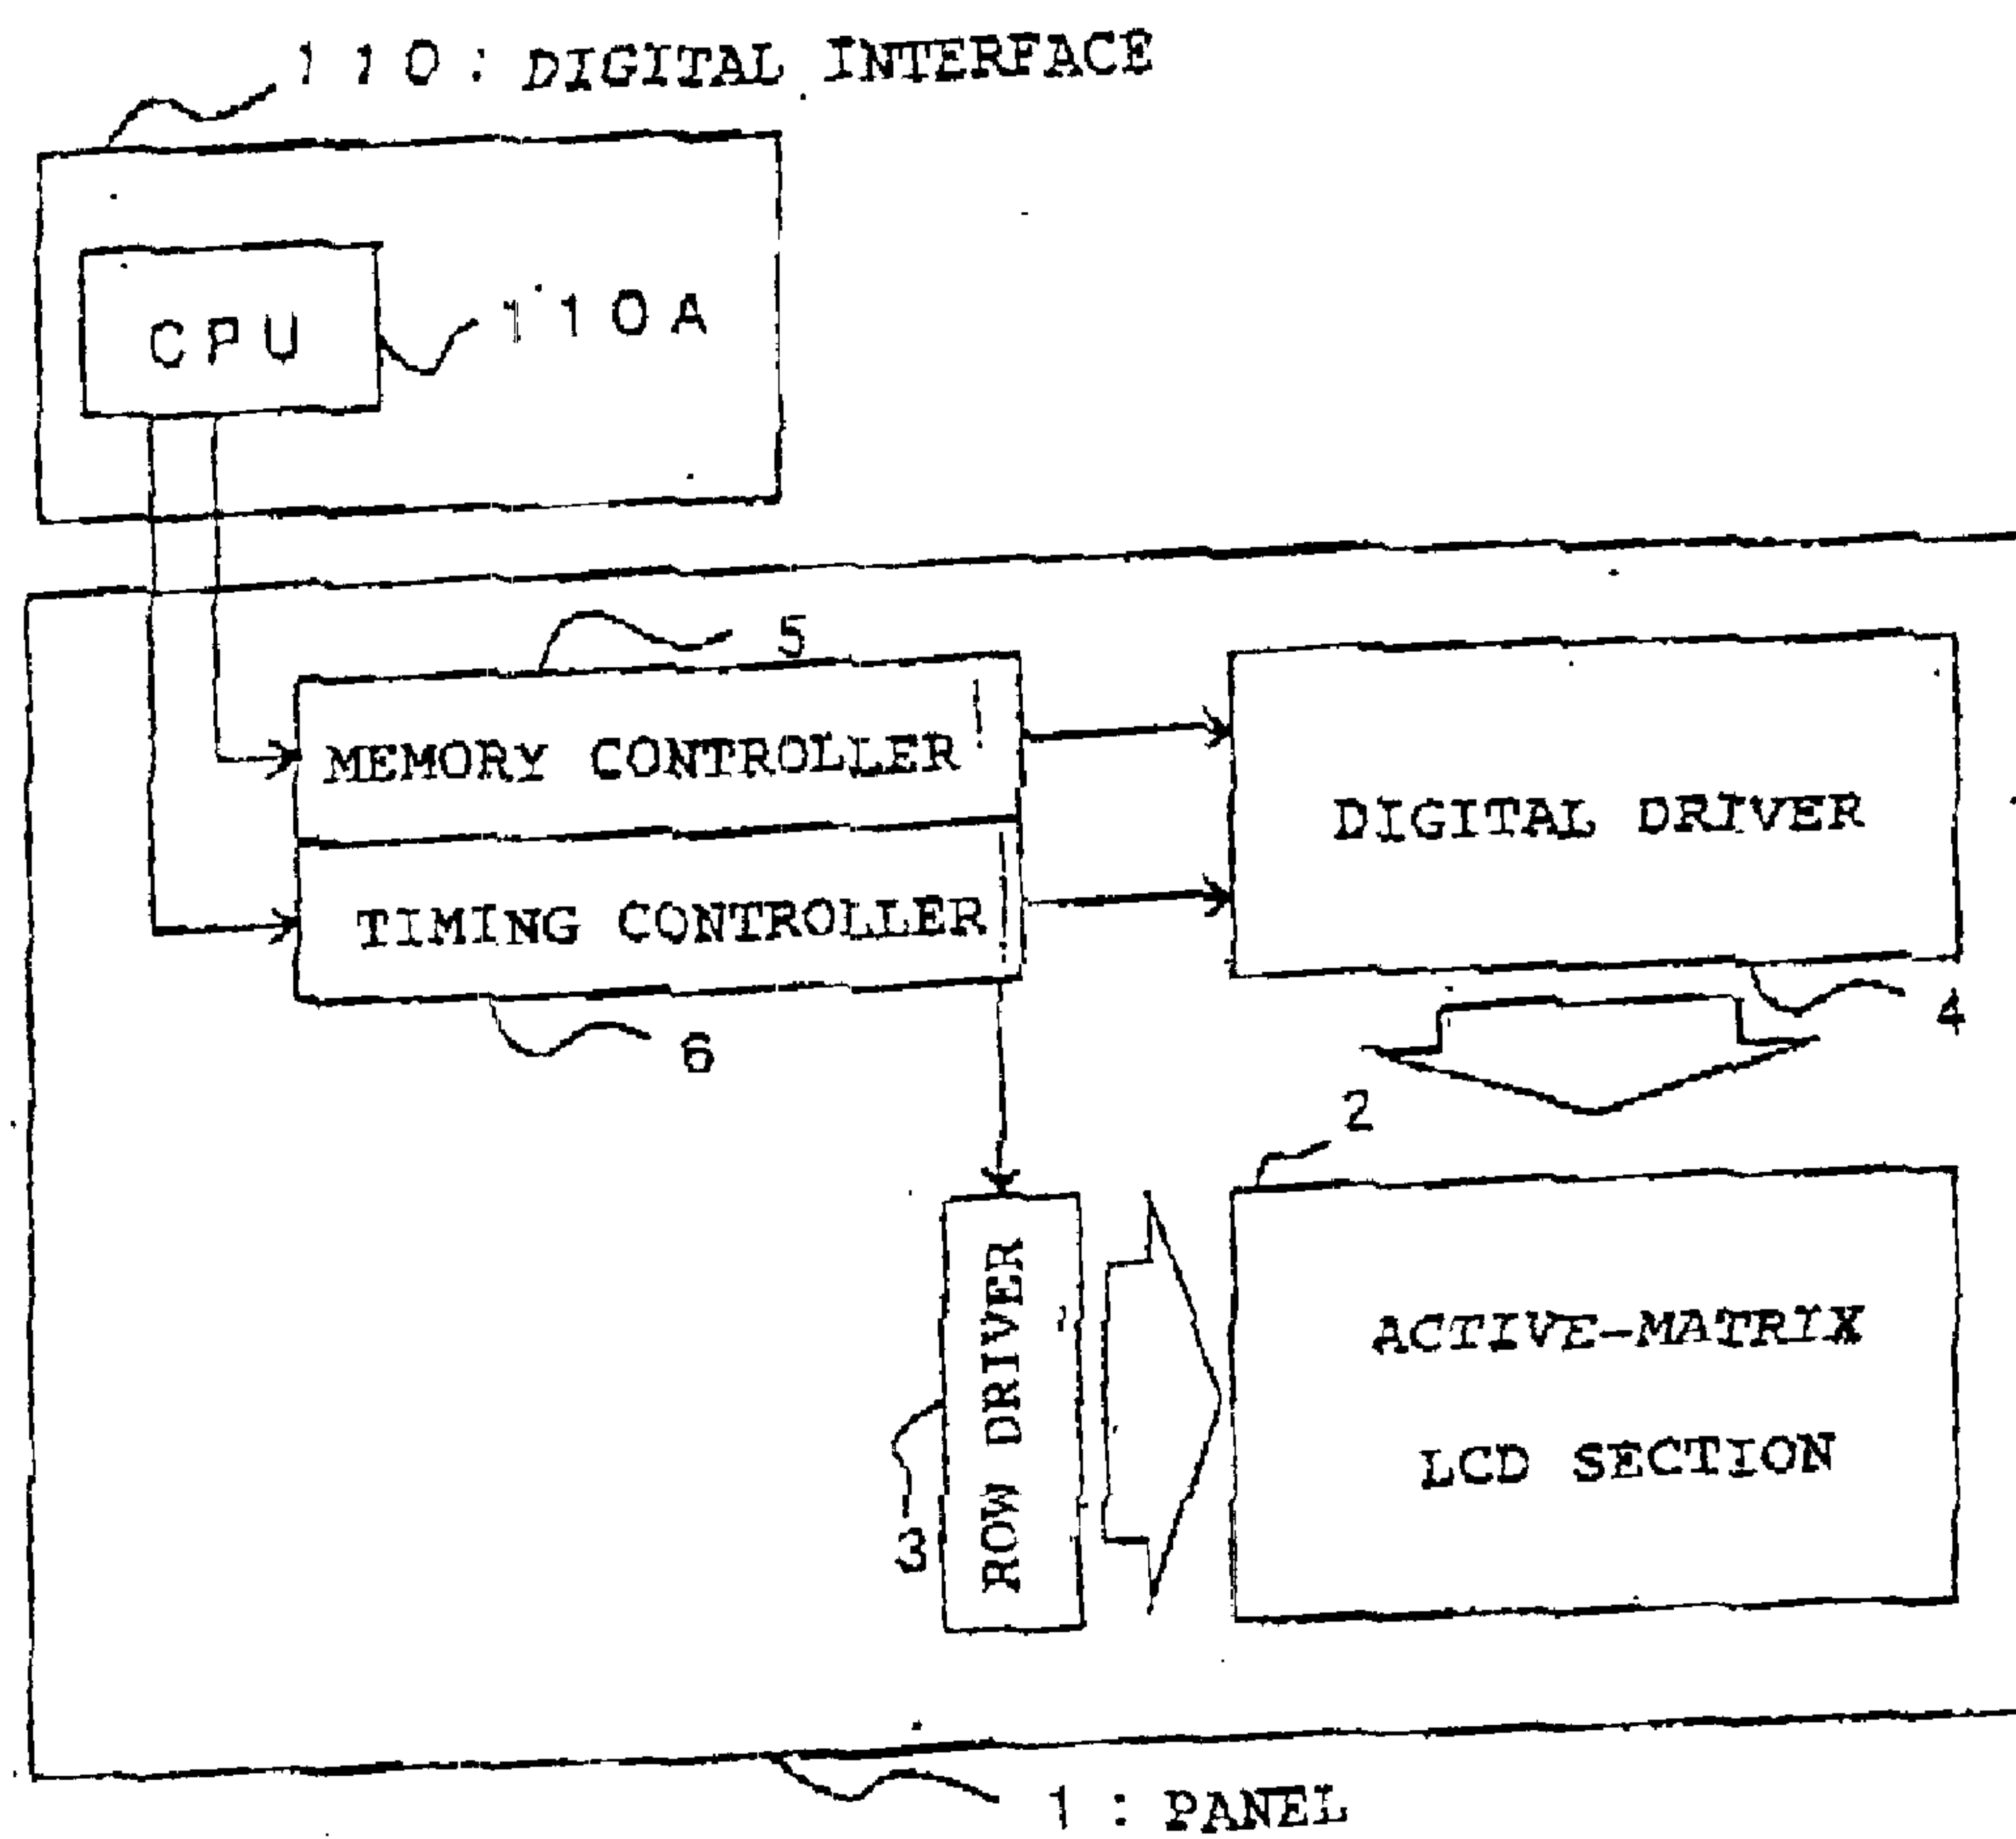 110: DIGITAL INTERFACE
CPU
110A
5
MEMORY CONTROLLER
DIGITAL DRIVER
TIMING CONTROLLER
6
4
2
ROW DRIVER
3
ACTIVE-MATRIX
LCD SECTION
1: PANEL